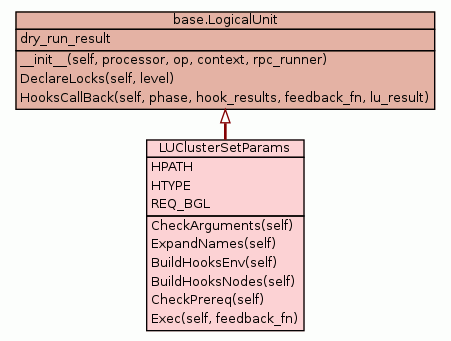 base.LogicalUnit
dry_run_result
__init__(self, processor, op, context, rpc_runner)
DeclareLocks(self, level)
HooksCallBack(self, phase, hook_results, feedback_fn, lu_result)
LUClusterSetParams
HPATH
HTYPE
REQ_BGL
CheckArguments(self)
ExpandNames(self)
BuildHooksEnv(self)
BuildHooksNodes(self)
CheckPrereq(self)
Exec(self, feedback_fn)